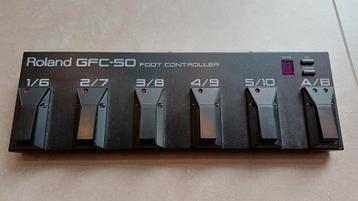 Roland GFC-50 FOOT CONTROLLER
1/6 2/7 3/8 4/9 5/10 A/B